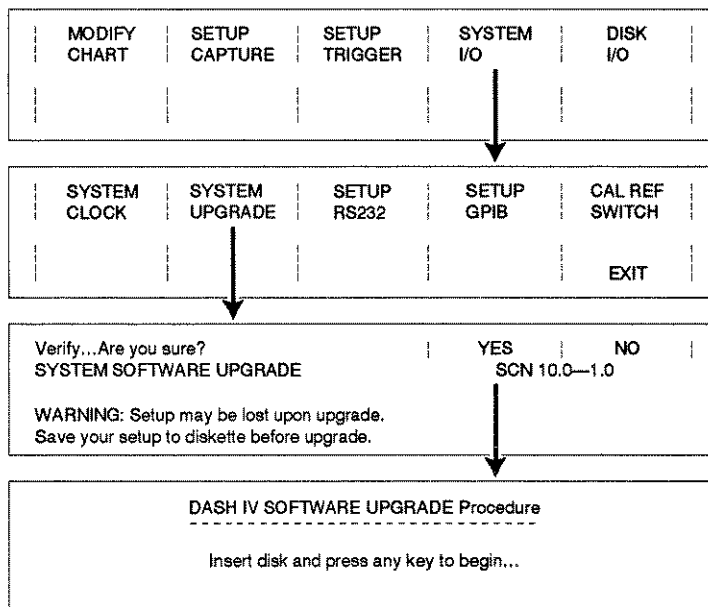 MODIFY SETUP SETUP SYSTEM DISK
CHART CAPTURE TRIGGER I/O I/O
SYSTEM SYSTEM SETUP SETUP CAL REF
CLOCK UPGRADE RS232 GPIB SWITCH
EXIT
Verify...Are you sure? YES NO
SYSTEM SOFTWARE UPGRADE SCN 10.0—1.0
WARNING: Setup may be lost upon upgrade.
Save your setup to diskette before upgrade.
DASH IV SOFTWARE UPGRADE Procedure
Insert disk and press any key to begin...